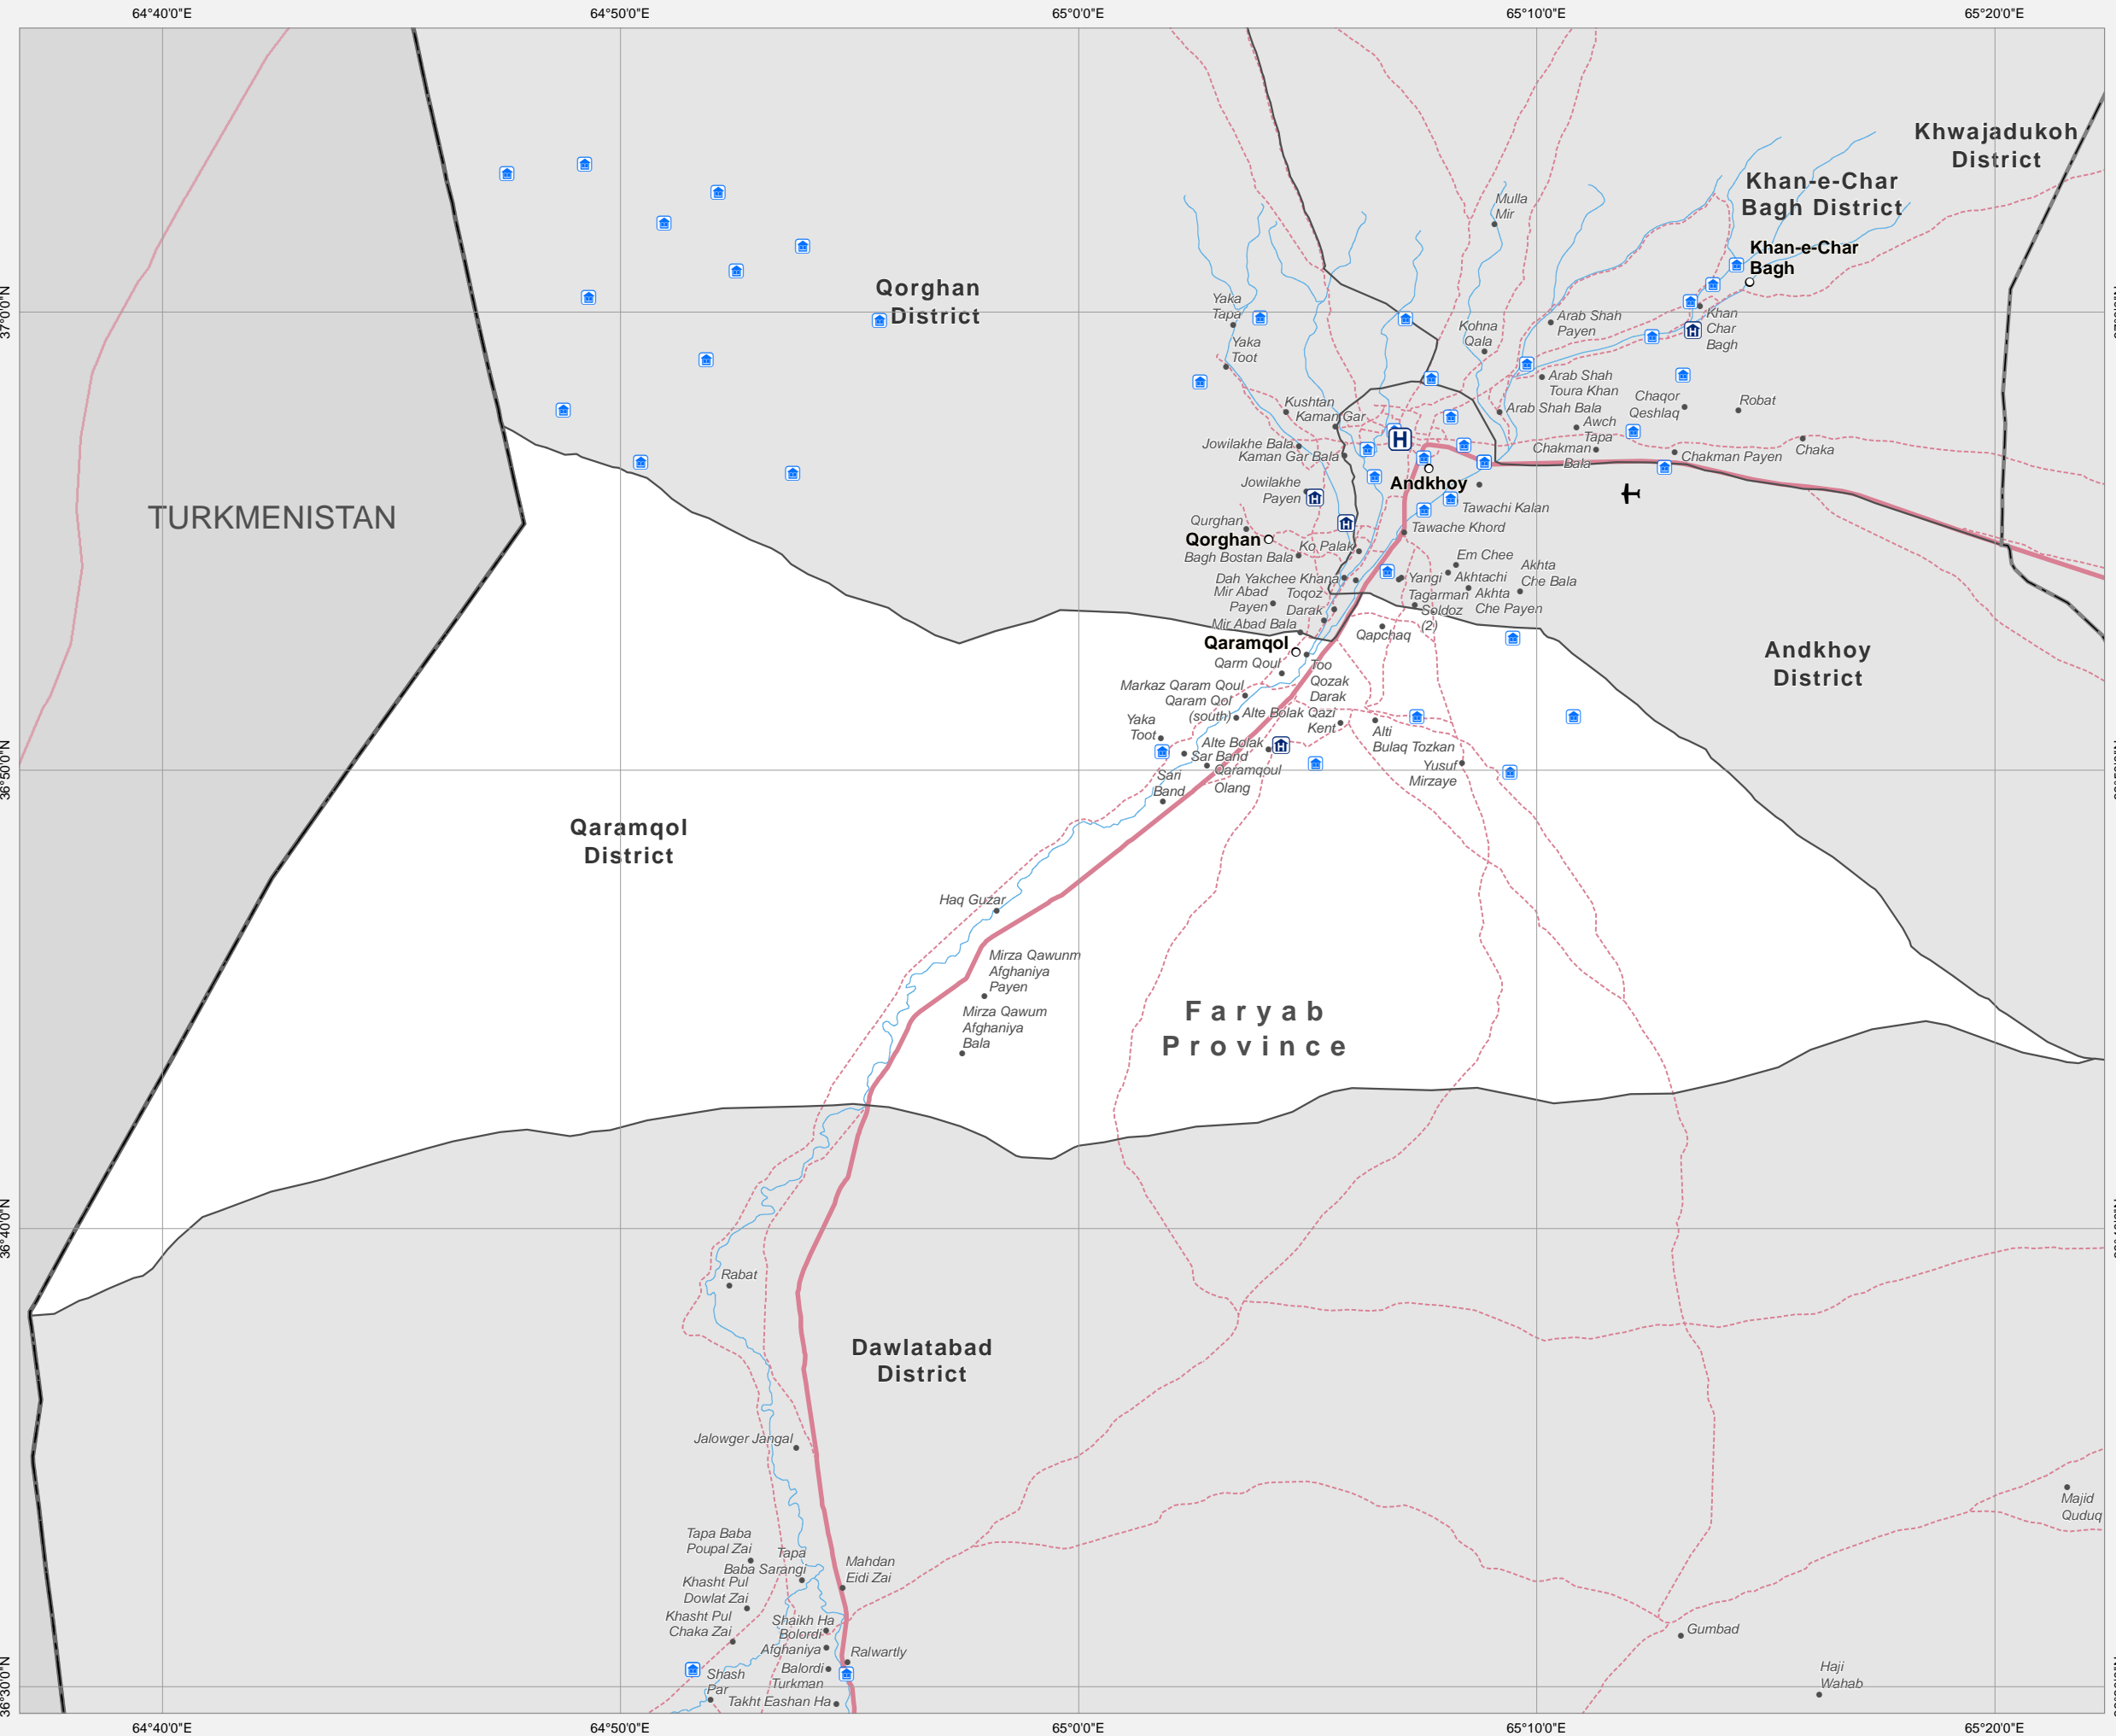 64°40'0"E
64°50'0"E
65°0'0"E
65°10'0"E
65°20'0"E
Khwajadukoh
District
Khan-e-Char
Bagh District
Khan-e-Char
Bagh
Mulla
Mir
Qorghan
District
37°0'0"N
Yaka
Tapa
Yaka
Toot
Kohna
Qala
Arab Shah
Payen
Khan
Char
Bagh
Arab Shah
Toura Khan
Chaqor
Qeshlaq
Robat
Kushtan
Kaman Gar
Arab Shah Bala
Awch
Tapa
Jowilakhe Bala
Kaman Gar Bala
Chakman
Bala
Chakman Payen
Chaka
Jowilakhe
Payen
Andkhoy
TURKMENISTAN
Tawachi Kalan
Qurghan
Tawache Khord
Qorghan
Ko Palak
Bagh Bostan Bala
Em Chee
Akhta
Che Bala
Dah Yakchee Khana
Yangi
Akhtachi
Mir Abad
Payen
Toqoz
Darak
Tagarman
Soldoz
(2)
Akhta
Che Payen
Mir Abad Bala
Qapchaq
Qaramqol
Andkhoy
District
Qarm Qoul
Too
Qozak
Darak
Markaz Qaram Qoul
Qaram Qol
(south)
Alte Bolak Qazi
Kent
Yaka
Toot
Alti
Bulaq Tozkan
Alte Bolak
Sar Band
Qaramqoul
Olang
Yusuf
Mirzaye
Sari
Band
36°50'0"N
Qaramqol
District
Haq Guzar
Mirza Qawunm
Afghaniya
Payen
Mirza Qawum
Afghaniya
Bala
Faryab
Province
36°40'0"N
Rabat
Dawlatabad
District
Jalowger Jangal
Majid
Quduq
Tapa Baba
Poupal Zai
Tapa
Baba Sarangi
Mahdan
Eidi Zai
Khasht Pul
Dowlat Zai
Khasht Pul
Chaka Zai
Shaikh Ha
Bolordi
Afghaniya
Ralwartly
Gumbad
Balordi
Turkman
Shash
Par
Takht Eashan Ha
Haji
Wahab
36°30'0"N
64°40'0"E
64°50'0"E
65°0'0"E
65°10'0"E
65°20'0"E